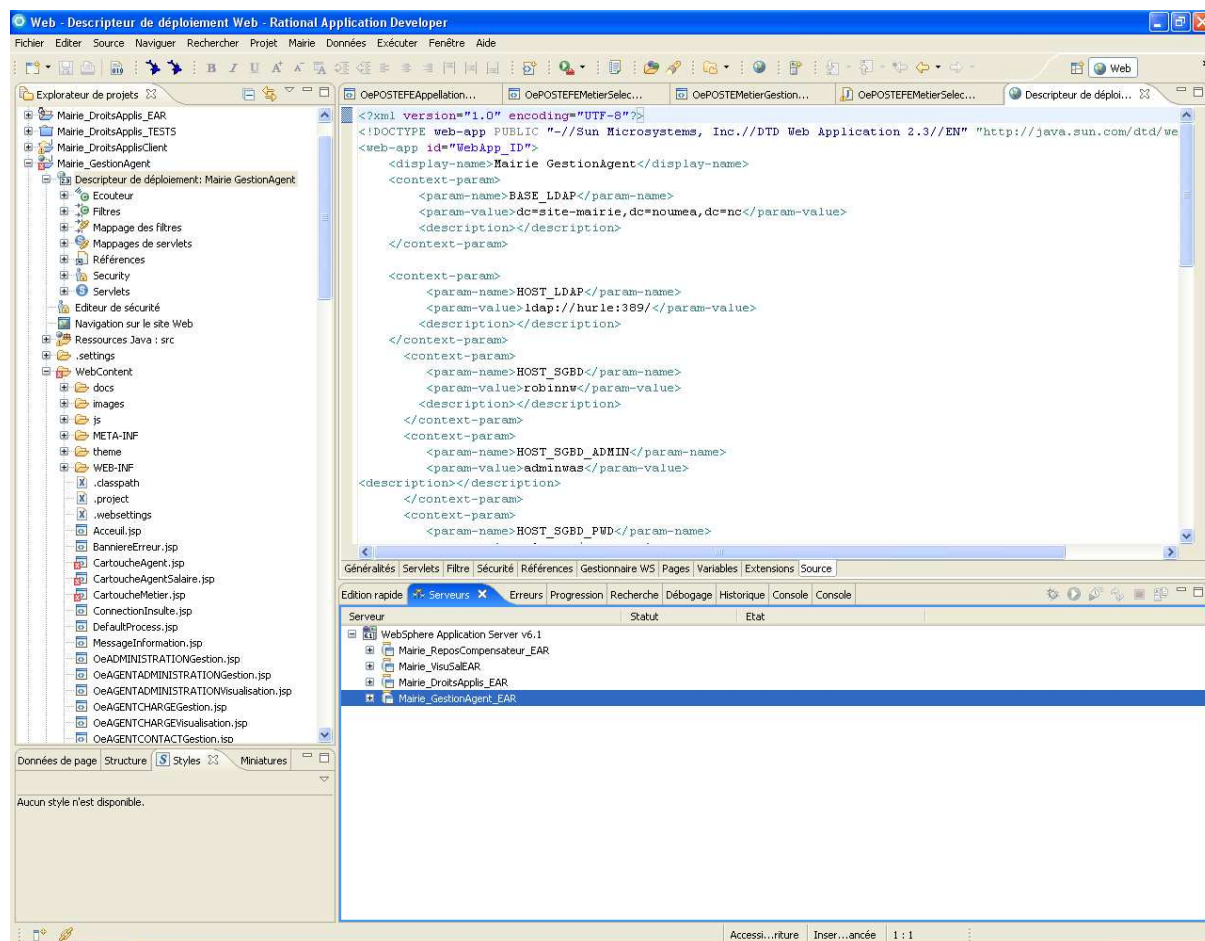 Web - Descripteur de déploiement Web - Rational Application Developer
Fichier Editer Source Naviguer Rechercher Projet Mairie Données Exécuter Fenêtre Aide
Web
Explorateur de projets
Mairie_DroitsApplis_EAR
Mairie_DroitsApplis_TESTS
Mairie_DroitsApplisClient
Mairie_GestionAgent
Descripteur de déploiement: Mairie GestionAgent
Ecouteur
Filtres
Mappage des filtres
Mappages de servlets
Références
Security
Servlets
Editeur de sécurité
Navigation sur le site Web
Ressources Java : src
.settings
WebContent
docs
images
js
META-INF
theme
WEB-INF
.classpath
.project
.websettings
Acceuil.jsp
BanniereErreur.jsp
CartoucheAgent.jsp
CartoucheAgentSalaire.jsp
CartoucheMetier.jsp
ConnectionInsulte.jsp
DefaultProcess.jsp
MessageInformation.jsp
OeADMINISTRATIONGestion.jsp
OeAGENTADMINISTRATIONGestion.jsp
OeAGENTADMINISTRATIONVisualisation.jsp
OeAGENTCHARGEGestion.jsp
OeAGENTCHARGEVisualisation.jsp
OeAGENTCONTACTGestion.jsp
Données de page Structure Styles Miniatures
Aucun style n'est disponible.
OePOSTEFEAppellation... OePOSTEFEMetierSelec... OePOSTEMetierGestion... OePOSTEFEMetierSelec... Descripteur de déploi...
<?xml version="1.0" encoding="UTF-8"?>
<!DOCTYPE web-app PUBLIC "-//Sun Microsystems, Inc.//DTD Web Application 2.3//EN" "http://java.sun.com/dtd/we
<web-app id="WebApp_ID">
<display-name>Mairie GestionAgent</display-name>
<context-param>
<param-name>BASE_LDAP</param-name>
<param-value>dc=site-mairie,dc=noumea,dc=nc</param-value>
<description></description>
</context-param>
<context-param>
<param-name>HOST_LDAP</param-name>
<param-value>ldap://hurle:389/</param-value>
<description></description>
</context-param>
<context-param>
<param-name>HOST_SGBD</param-name>
<param-value>robinnw</param-value>
<description></description>
</context-param>
<context-param>
<param-name>HOST_SGBD_ADMIN</param-name>
<param-value>adminwas</param-value>
<description></description>
</context-param>
<context-param>
<param-name>HOST_SGBD_PWD</param-name>
Généralités Servlets Filtre Sécurité Références Gestionnaire WS Pages Variables Extensions Source
Edition rapide Serveurs Erreurs Progression Recherche Débogage Historique Console Console
Serveur Statut Etat
WebSphere Application Server v6.1
Mairie_ReposCompensateur_EAR
Mairie_VisuSalEAR
Mairie_DroitsApplis_EAR
Mairie_GestionAgent_EAR
Accessi...riture Inser...ancée 1 : 1